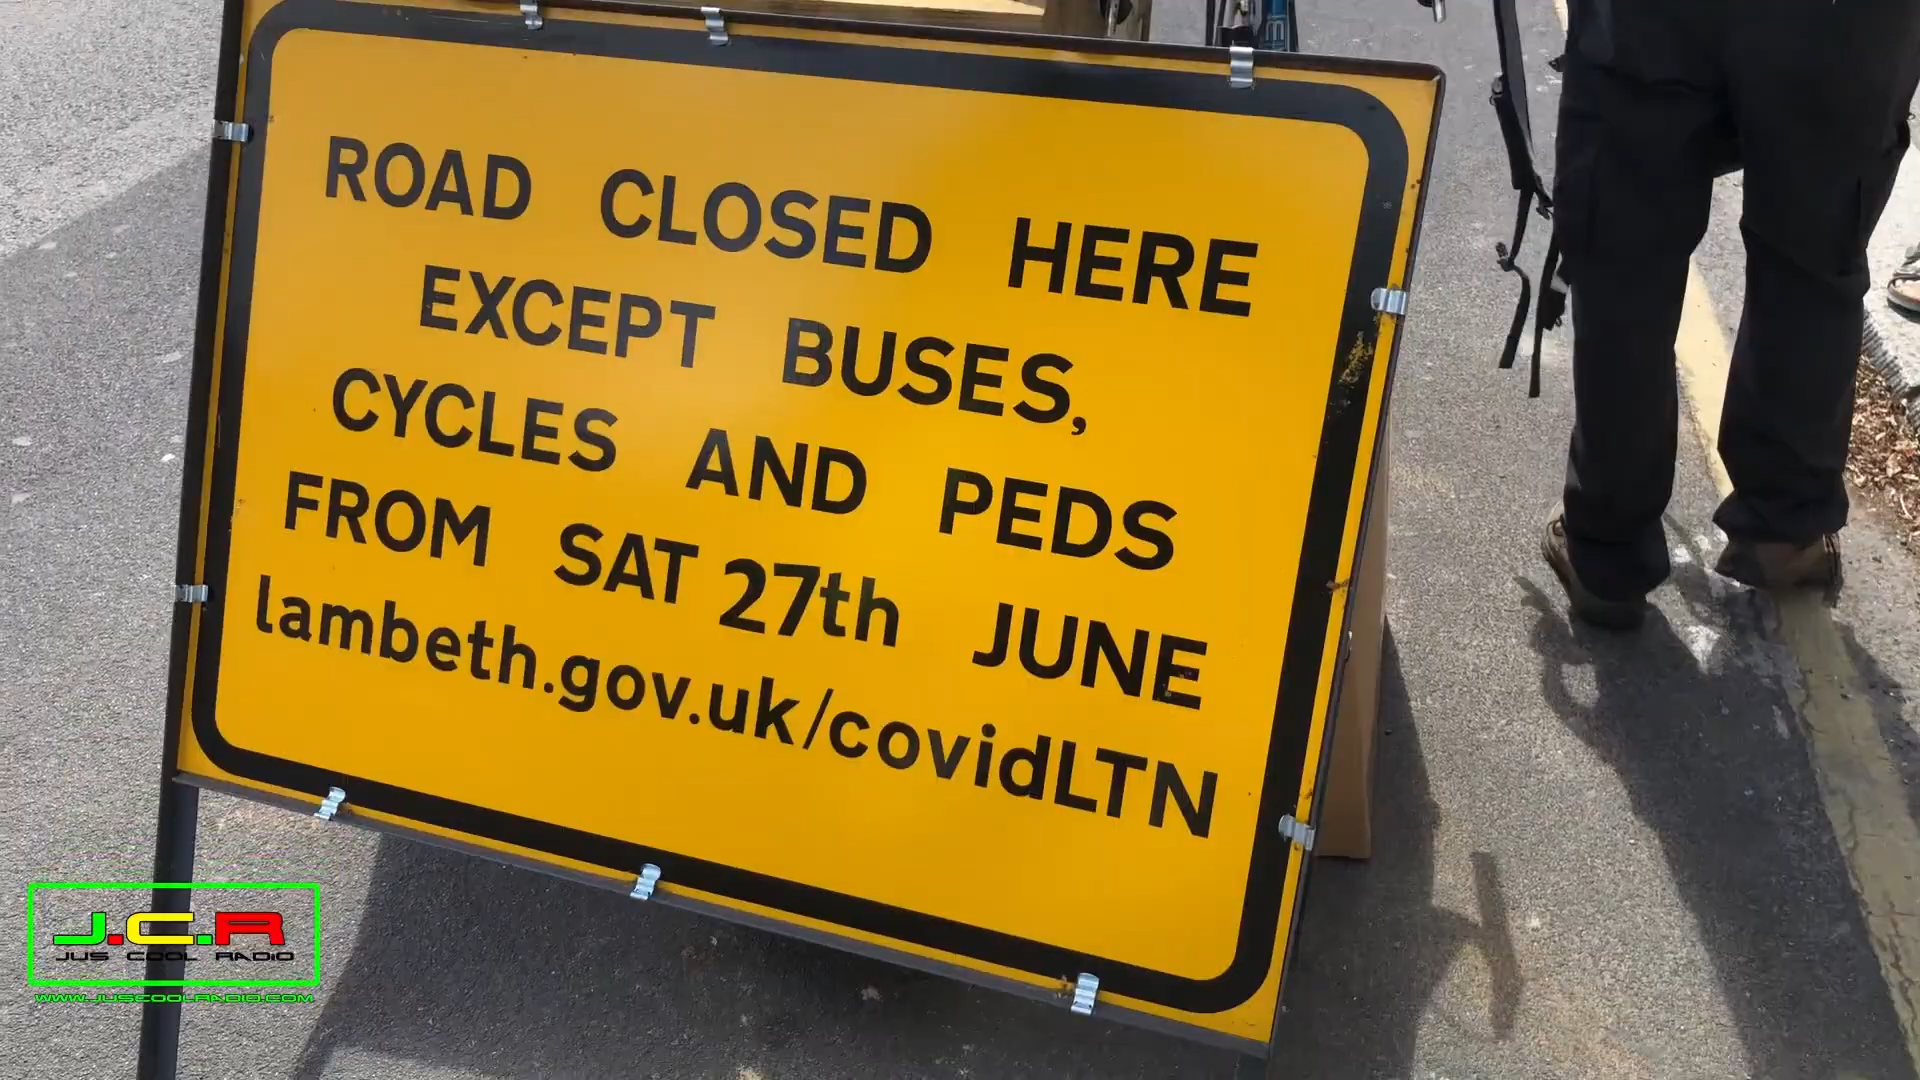 ROAD CLOSED HERE
EXCEPT BUSES,
CYCLES AND PEDS
FROM SAT 27th JUNE
lambeth.gov.uk/covidLTN
J.C.R
JUS COOL RADIO
WWW.JUSCOOLRADIO.COM